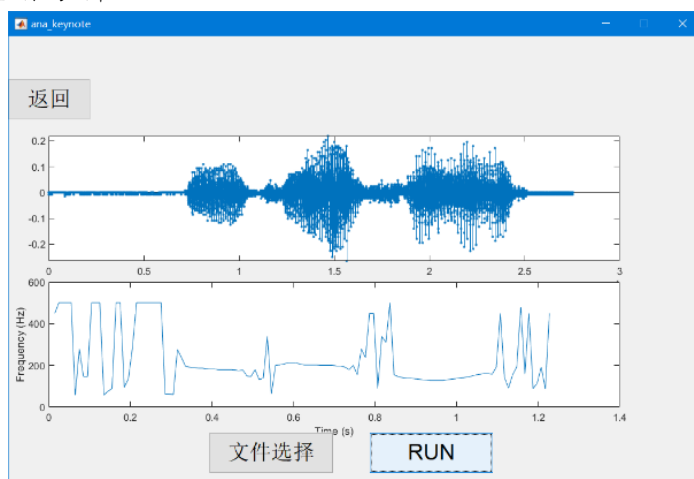 ana_keynote
返回
0.2
0.1
0
-0.1
-0.2
0 0.5 1 1.5 2 2.5 3
600
400
200
0
Frequency (Hz)
0 0.2 0.4 0.6 0.8 1 1.2 1.4
Time (s)
文件选择 RUN